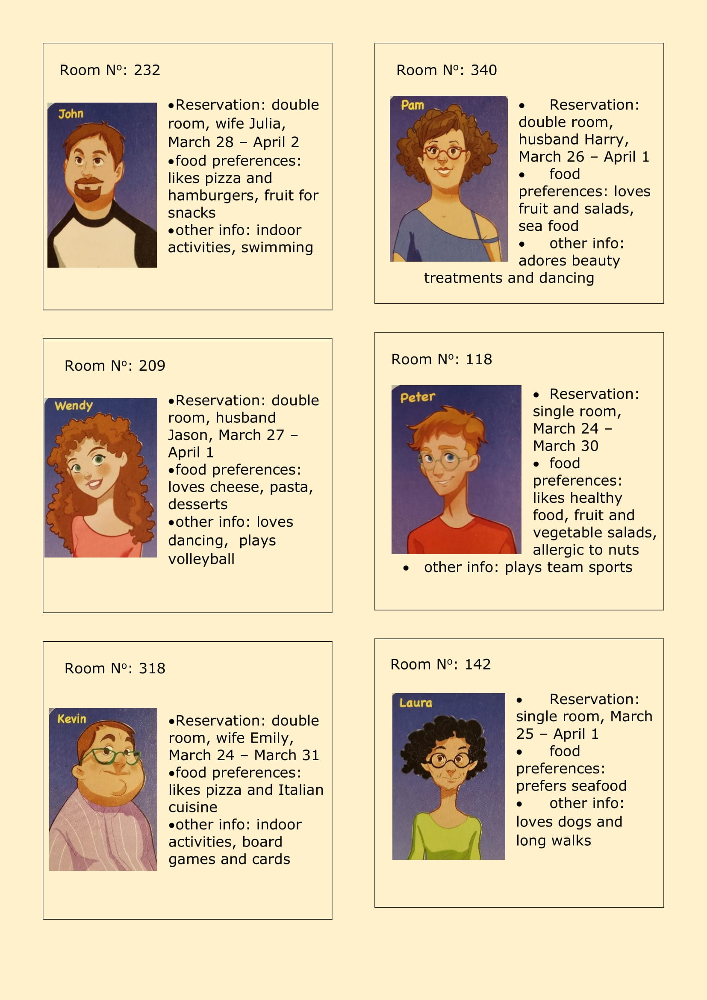 Room Nº: 232
John
•Reservation: double
room, wife Julia,
March 28 – April 2
•food preferences:
likes pizza and
hamburgers, fruit for
snacks
•other info: indoor
activities, swimming
Room Nº: 340
Pam
• Reservation:
double room,
husband Harry,
March 26 – April 1
• food
preferences: loves
fruit and salads,
sea food
• other info:
adores beauty
treatments and dancing
Room Nº: 209
Wendy
•Reservation: double
room, husband
Jason, March 27 –
April 1
•food preferences:
loves cheese, pasta,
desserts
•other info: loves
dancing,  plays
volleyball
Room Nº: 118
Peter
• Reservation:
single room,
March 24 –
March 30
• food
preferences:
likes healthy
food, fruit and
vegetable salads,
allergic to nuts
• other info: plays team sports
Room Nº: 318
Kevin
•Reservation: double
room, wife Emily,
March 24 – March 31
•food preferences:
likes pizza and Italian
cuisine
•other info: indoor
activities, board
games and cards
Room Nº: 142
Laura
• Reservation:
single room, March
25 – April 1
• food
preferences:
prefers seafood
• other info:
loves dogs and
long walks